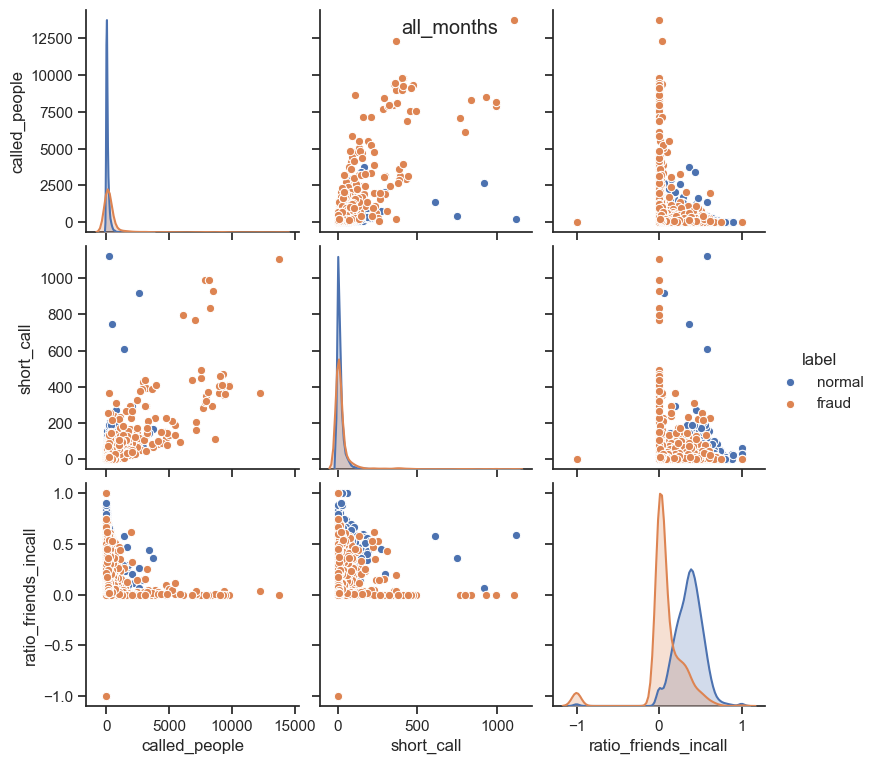 all_months
12500
10000
7500
5000
2500
0
called_people
1000
800
600
400
200
0
short_call
label
normal
fraud
1.0
0.5
0.0
−0.5
−1.0
ratio_friends_incall
0 5000 10000 15000
called_people
0 500 1000
short_call
−1 0 1
ratio_friends_incall